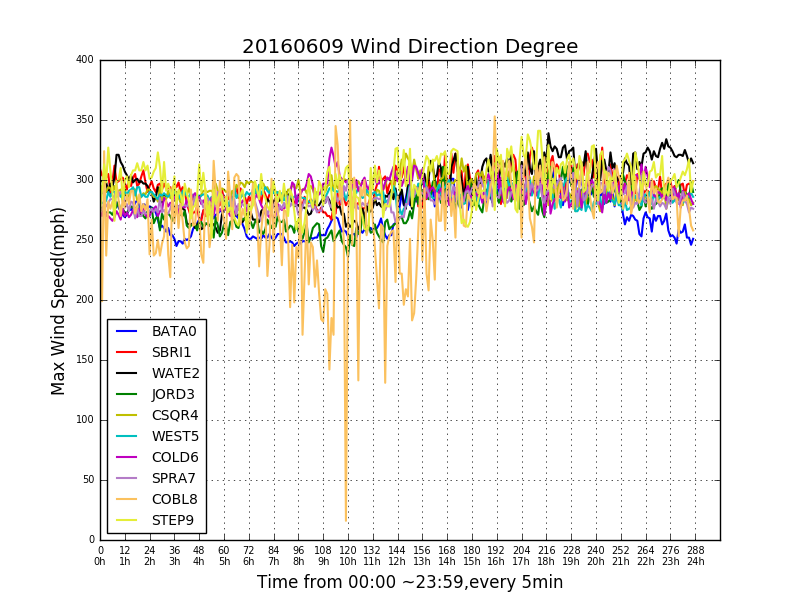 20160609 Wind Direction Degree
Max Wind Speed(mph)
400
350
300
250
200
150
100
50
0
BATA0
SBRI1
WATE2
JORD3
CSQR4
WEST5
COLD6
SPRA7
COBL8
STEP9
0 12 24 36 48 60 72 84 96 108 120 132 144 156 168 180 192 204 216 228 240 252 264 276 288
0h 1h 2h 3h 4h 5h 6h 7h 8h 9h 10h 11h 12h 13h 14h 15h 16h 17h 18h 19h 20h 21h 22h 23h 24h
Time from 00:00 ~23:59,every 5min